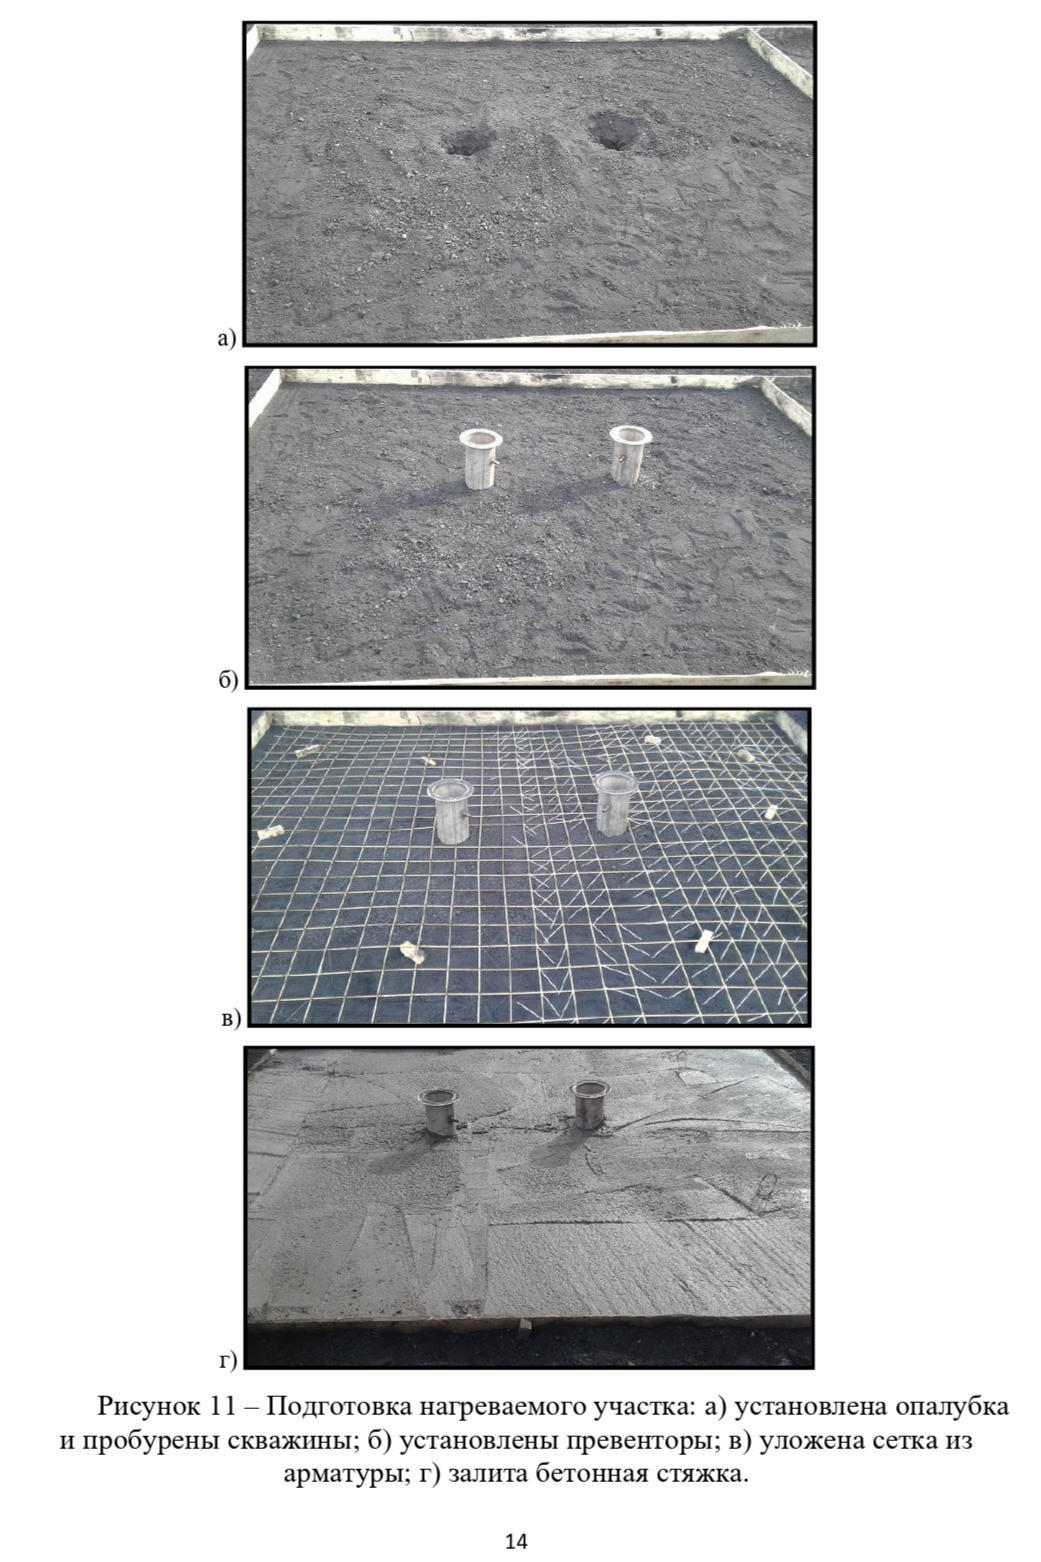 а)
б)
в)
г)
Рисунок 11 – Подготовка нагреваемого участка: а) установлена опалубка
и пробурены скважины; б) установлены превенторы; в) уложена сетка из
арматуры; г) залита бетонная стяжка.
14